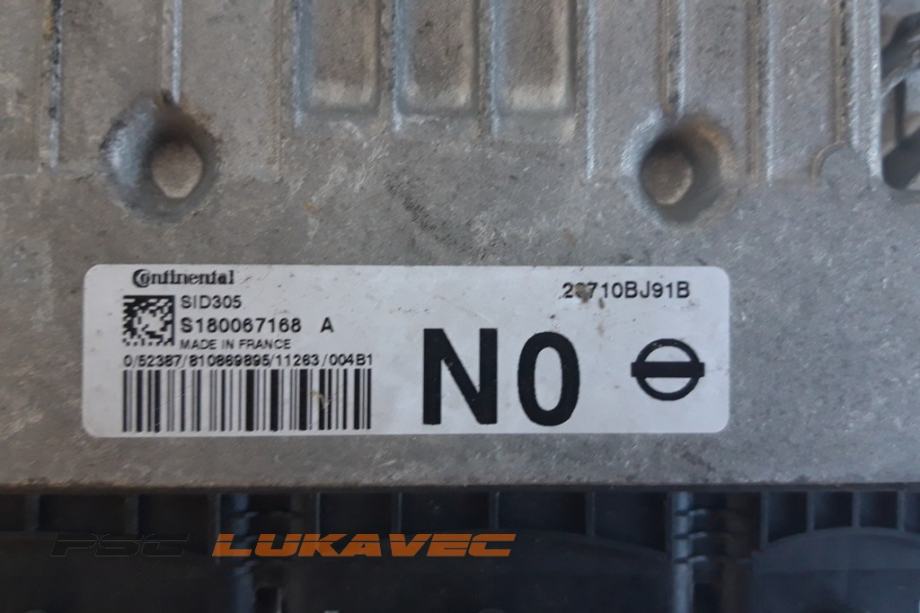 Continental
SID305
S180067168 A
MADE IN FRANCE
0/52387/810869895/11263/004B1
23710BJ91B
N0
PSC LUKAVEC